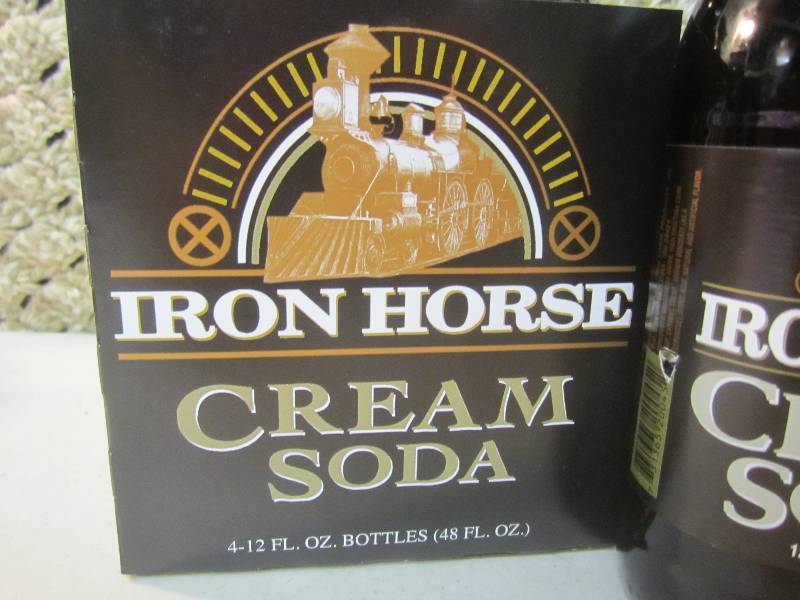 IRON HORSE
CREAM
SODA
4-12 FL. OZ. BOTTLES (48 FL. OZ.)
IRO
CR
SO